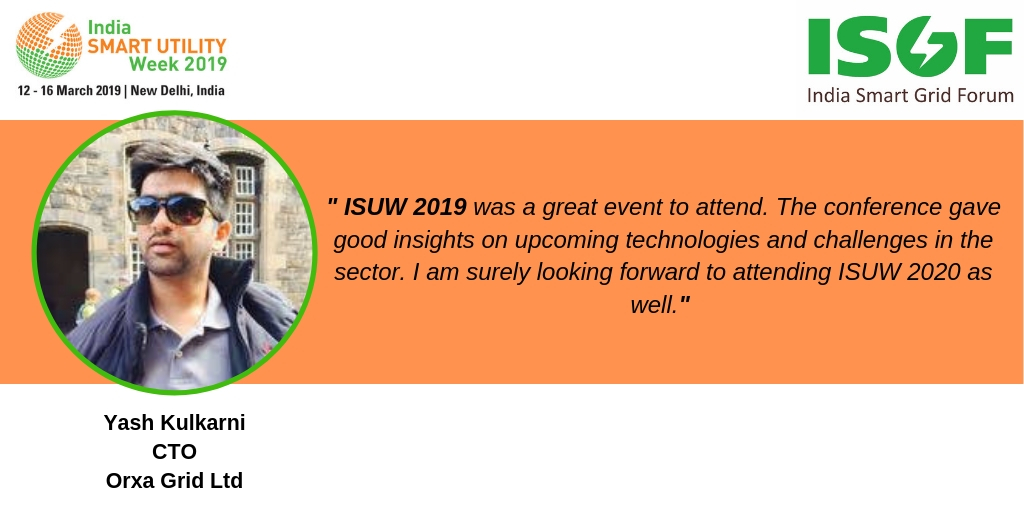 India
SMART UTILITY
Week 2019
12 - 16 March 2019 | New Delhi, India
ISGF
India Smart Grid Forum
" ISUW 2019 was a great event to attend. The conference gave
good insights on upcoming technologies and challenges in the
sector. I am surely looking forward to attending ISUW 2020 as
well."
Yash Kulkarni
CTO
Orxa Grid Ltd